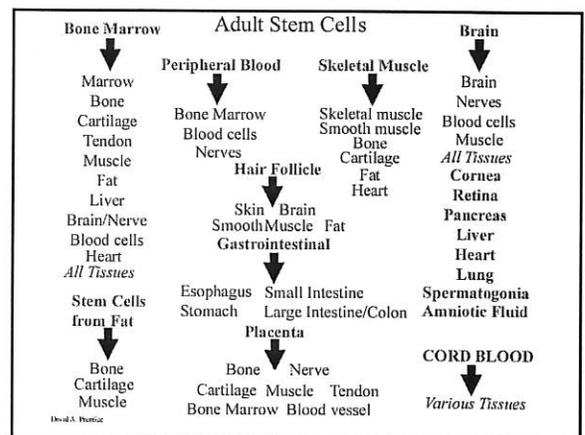 Adult Stem Cells
Bone Marrow
Marrow
Bone
Cartilage
Tendon
Muscle
Fat
Liver
Brain/Nerve
Blood cells
Heart
All Tissues
Stem Cells
from Fat
Bone
Cartilage
Muscle
David A. Prentice
Peripheral Blood
Bone Marrow
Blood cells
Nerves
Hair Follicle
Skin Brain
SmoothMuscle Fat
Gastrointestinal
Esophagus Small Intestine
Stomach Large Intestine/Colon
Placenta
Bone Nerve
Cartilage Muscle Tendon
Bone Marrow Blood vessel
Skeletal Muscle
Skeletal muscle
Smooth muscle
Bone
Cartilage
Fat
Heart
Brain
Brain
Nerves
Blood cells
Muscle
All Tissues
Cornea
Retina
Pancreas
Liver
Heart
Lung
Spermatogonia
Amniotic Fluid
CORD BLOOD
Various Tissues